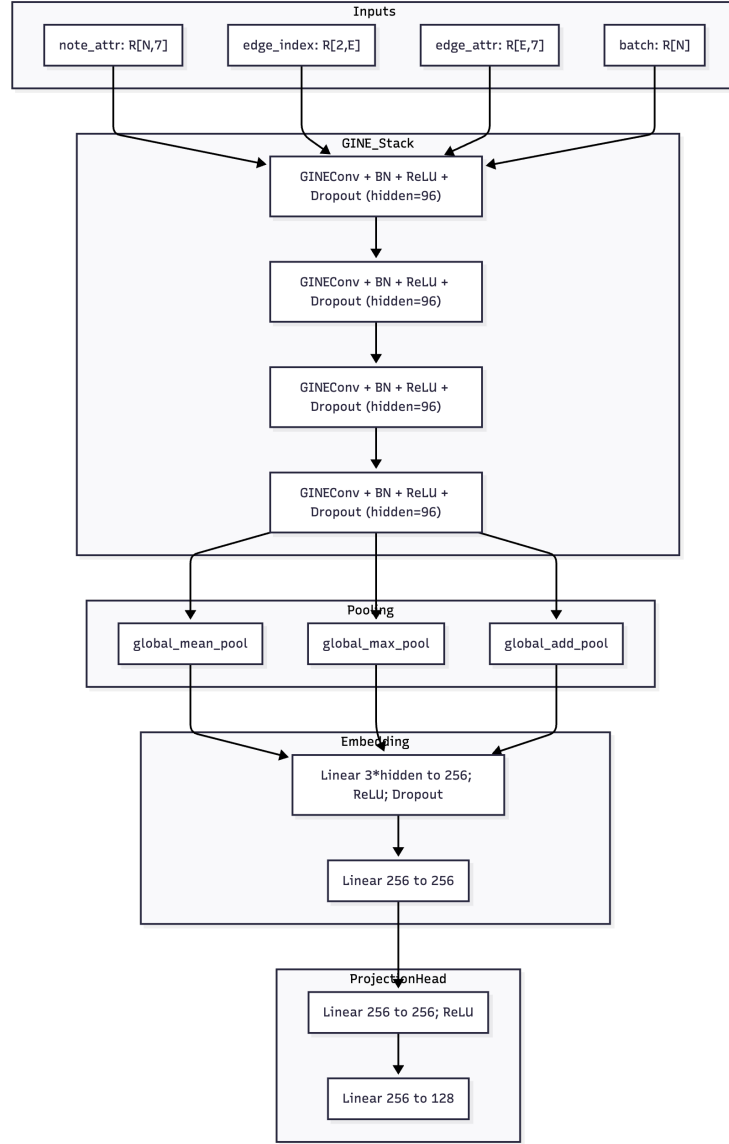 Inputs
note_attr: R[N,7]
edge_index: R[2,E]
edge_attr: R[E,7]
batch: R[N]
GINE_Stack
GINEConv + BN + ReLU +
Dropout (hidden=96)
GINEConv + BN + ReLU +
Dropout (hidden=96)
GINEConv + BN + ReLU +
Dropout (hidden=96)
GINEConv + BN + ReLU +
Dropout (hidden=96)
Pooling
global_mean_pool
global_max_pool
global_add_pool
Embedding
Linear 3*hidden to 256;
ReLU; Dropout
Linear 256 to 256
ProjectionHead
Linear 256 to 256; ReLU
Linear 256 to 128